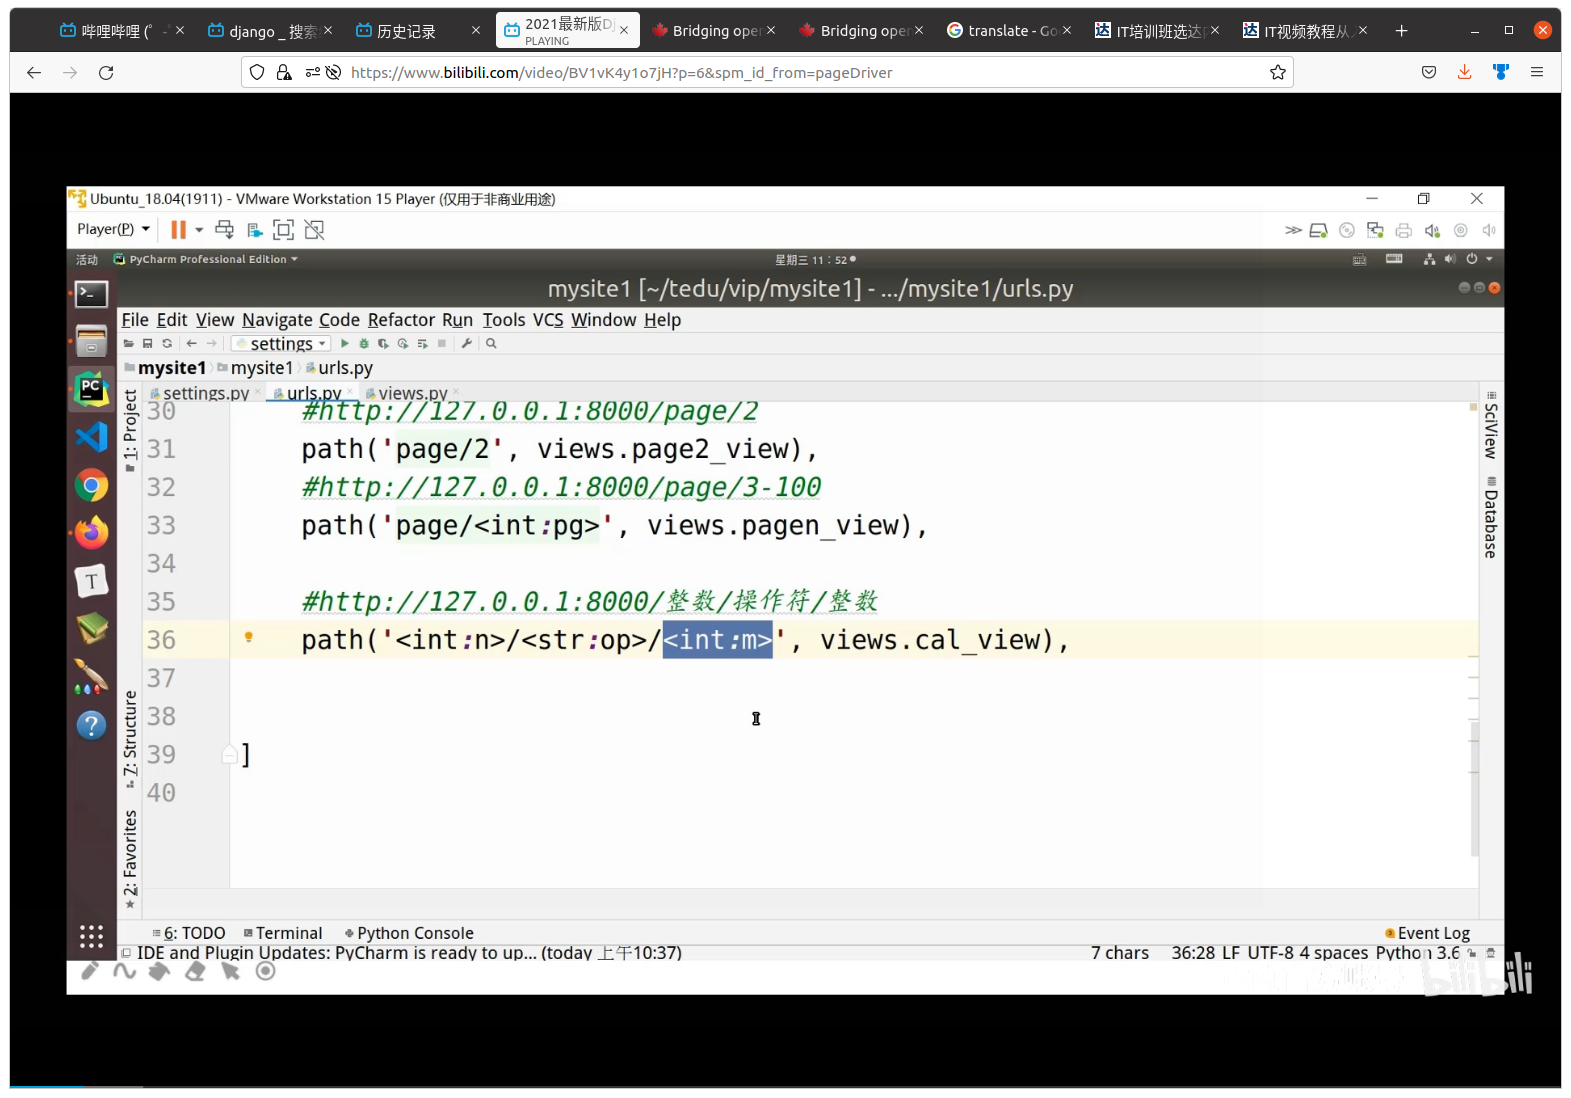 哔哩哔哩 (゜-
django _ 搜索
历史记录
2021最新版Dj
PLAYING
Bridging oper
Bridging oper
translate - Go
IT培训班选达
IT视频教程从
https://www.bilibili.com/video/BV1vK4y1o7jH?p=6&spm_id_from=pageDriver
Ubuntu_18.04(1911) - VMware Workstation 15 Player (仅用于非商业用途)
Player(P)
活动
PyCharm Professional Edition
星期三 11：52
mysite1 [~/tedu/vip/mysite1] - .../mysite1/urls.py
File Edit View Navigate Code Refactor Run Tools VCS Window Help
settings
mysite1 mysite1 urls.py
settings.py urls.py views.py
30 #http://127.0.0.1:8000/page/2
31 path('page/2', views.page2_view),
32 #http://127.0.0.1:8000/page/3-100
33 path('page/<int:pg>', views.pagen_view),
34
35 #http://127.0.0.1:8000/整数/操作符/整数
36 path('<int:n>/<str:op>/<int:m>', views.cal_view),
37
38
39 ]
40
1: Project
7: Structure
2: Favorites
SciView
Database
6: TODO Terminal Python Console
Event Log
IDE and Plugin Updates: PyCharm is ready to up... (today 上午10:37)
7 chars 36:28 LF UTF-8 4 spaces Python 3.6
bilibili